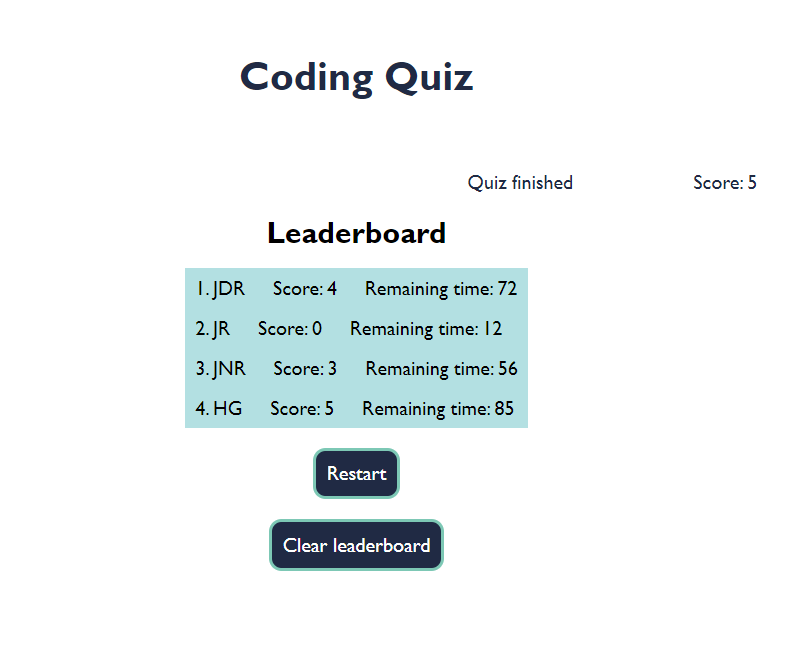 Coding Quiz
Quiz finished Score: 5
Leaderboard
1. JDR Score: 4 Remaining time: 72
2. JR Score: 0 Remaining time: 12
3. JNR Score: 3 Remaining time: 56
4. HG Score: 5 Remaining time: 85
Restart
Clear leaderboard